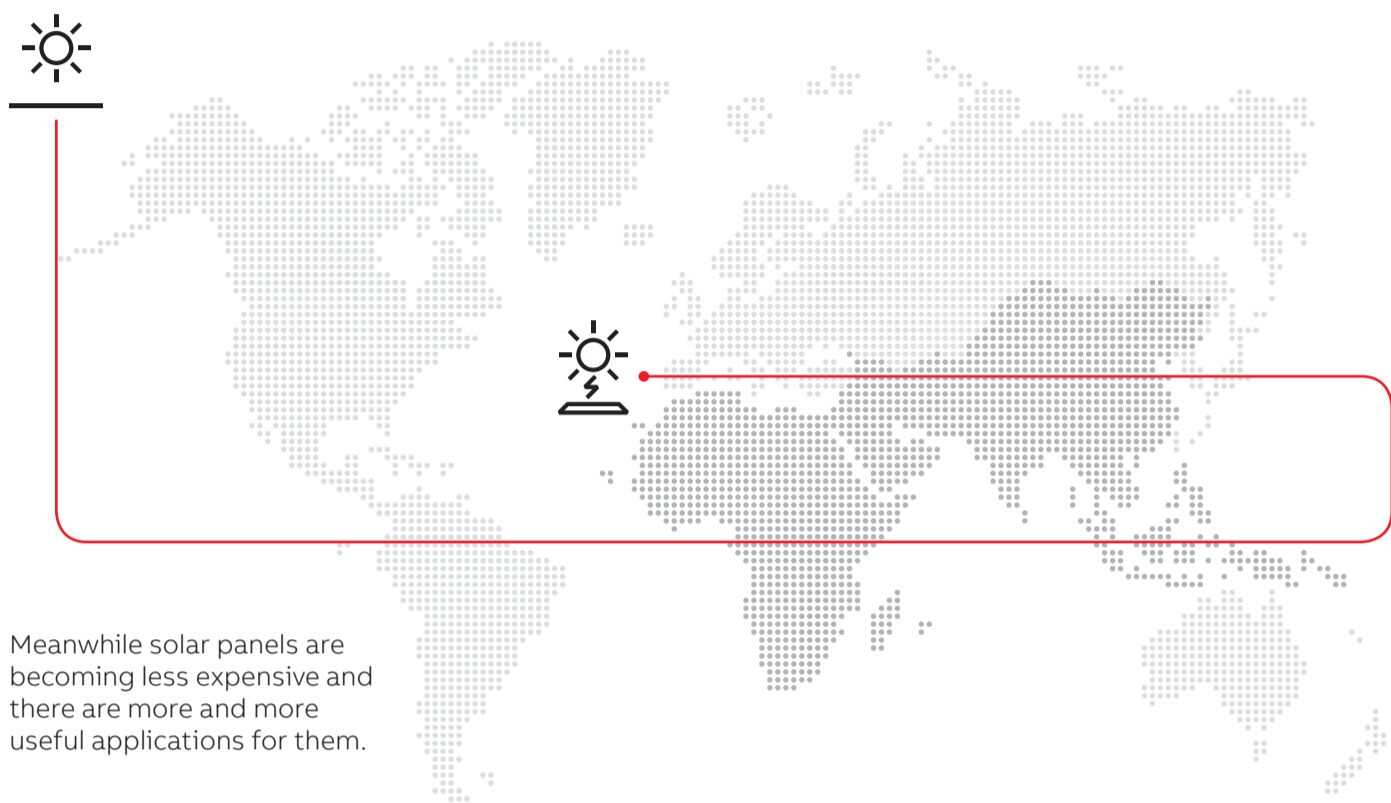 Meanwhile solar panels are
becoming less expensive and
there are more and more
useful applications for them.